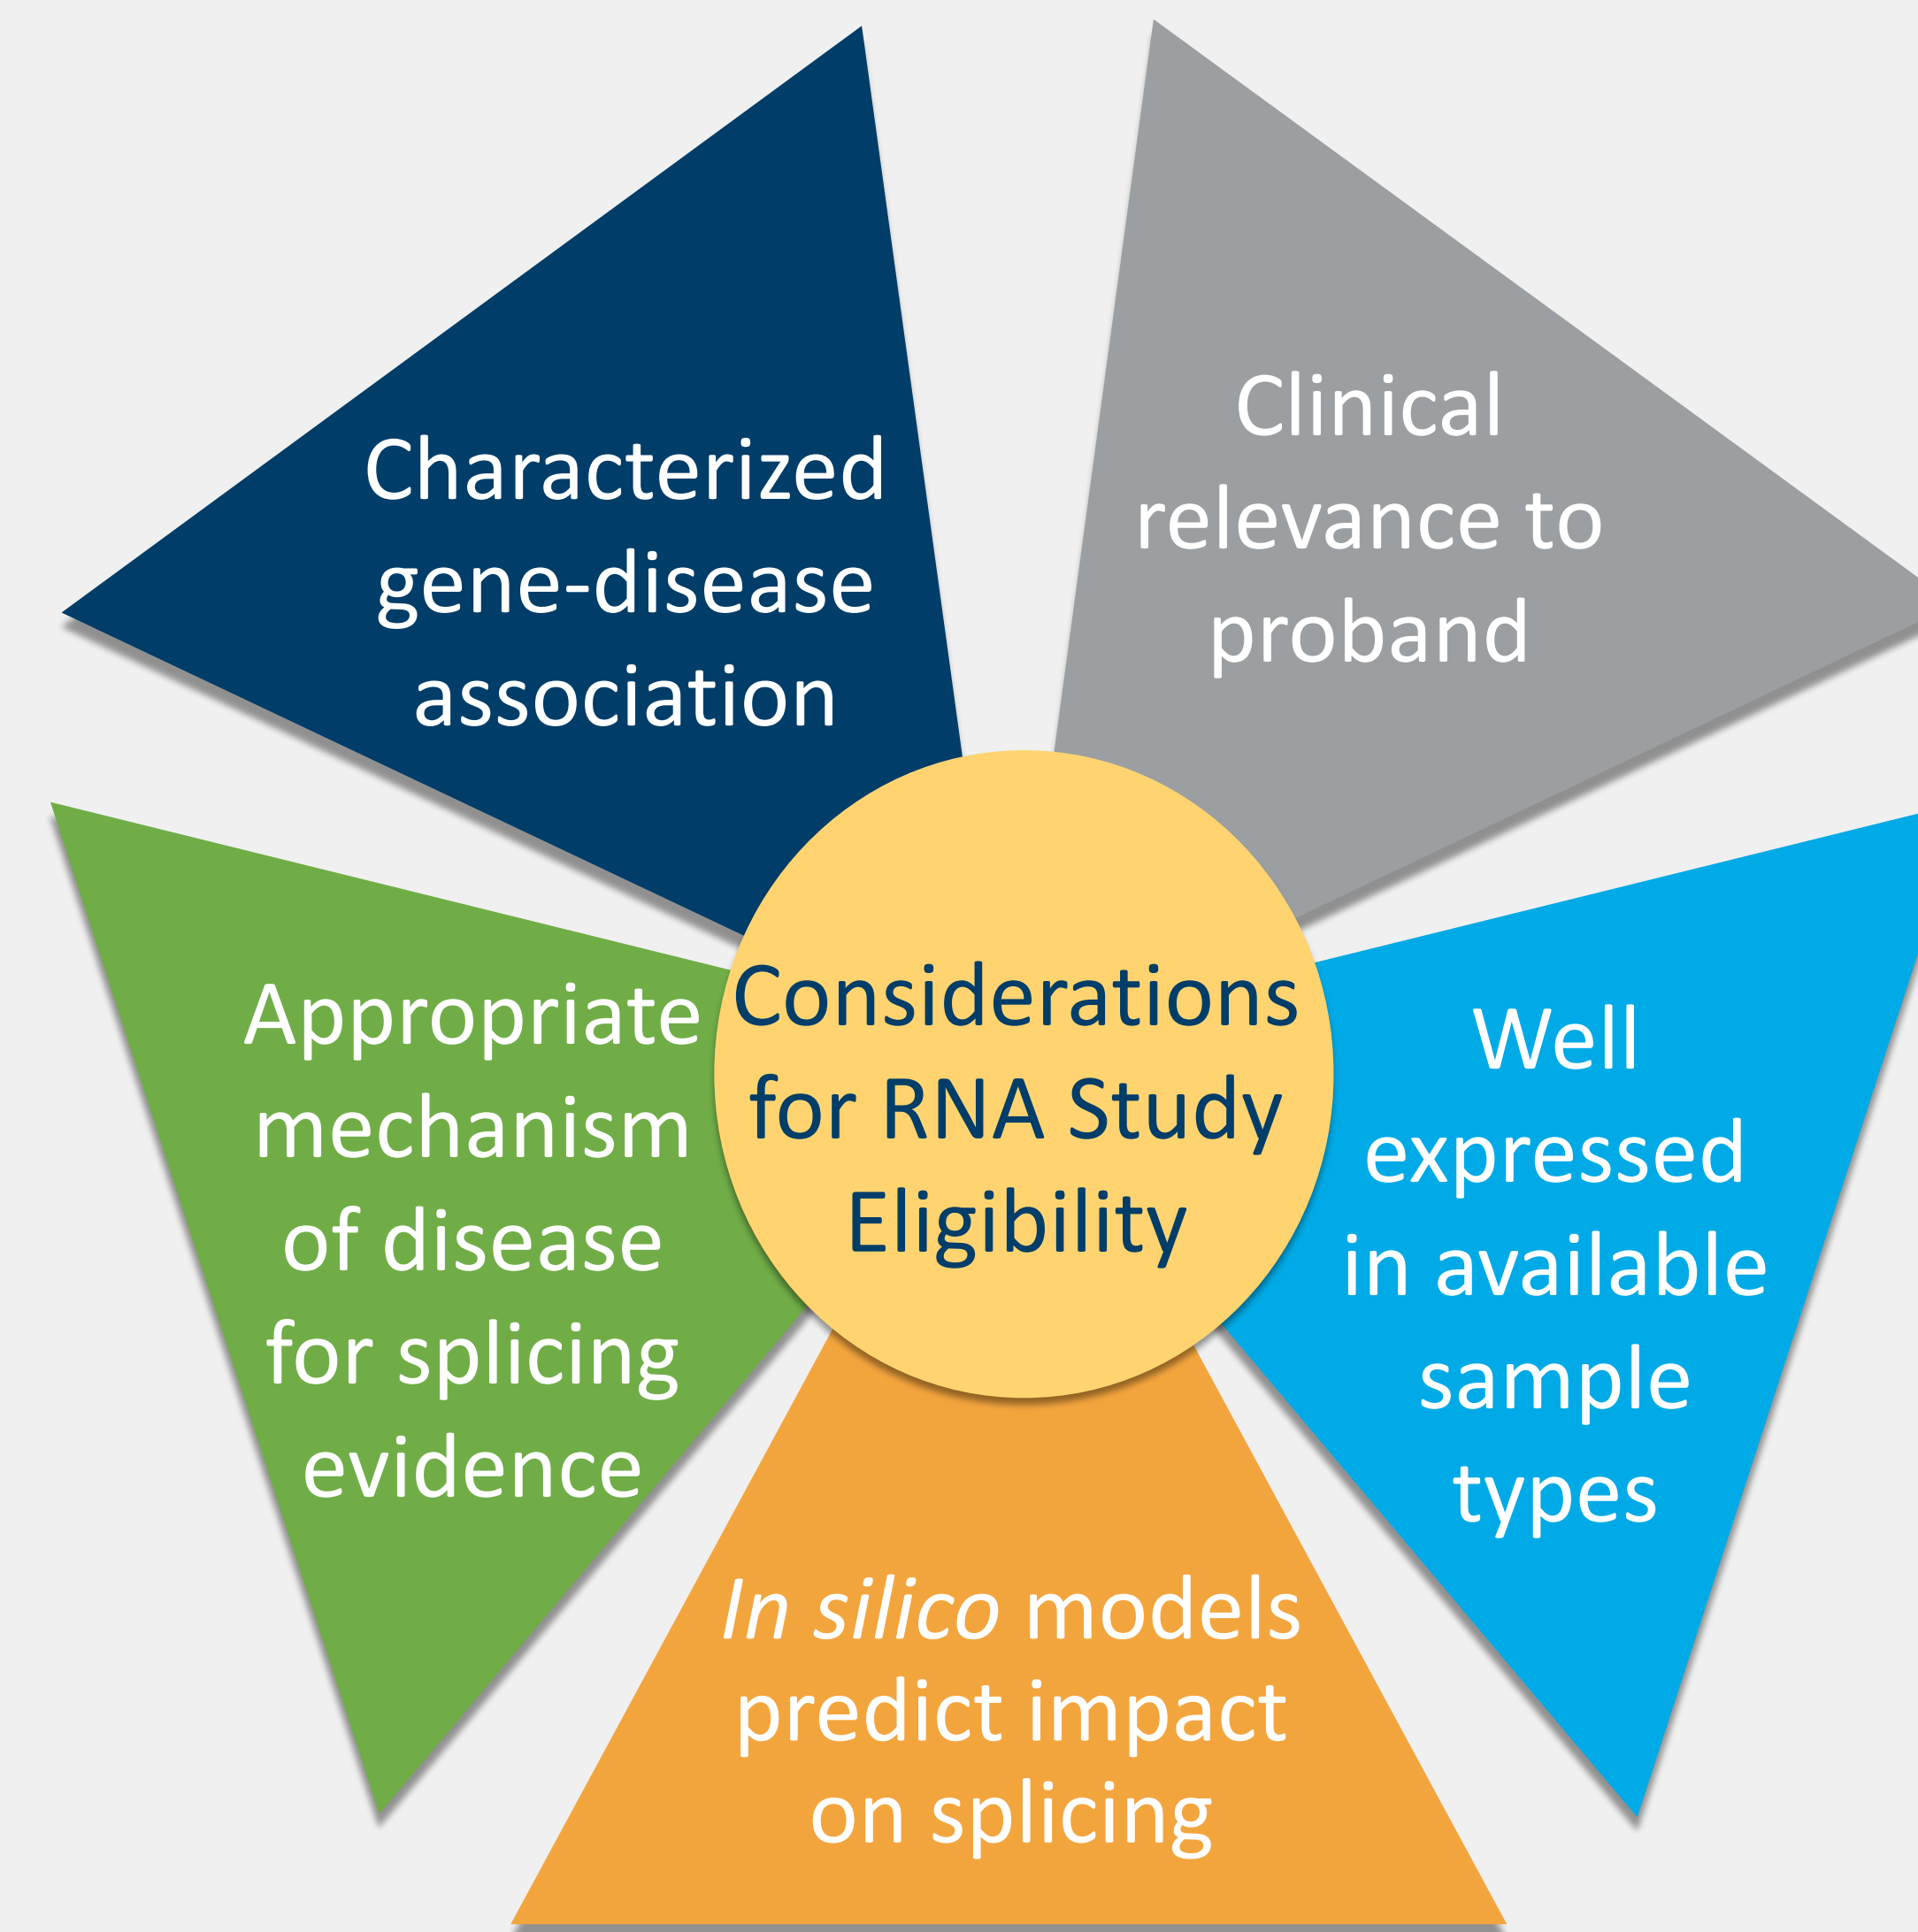 Characterized
gene-disease
association
Clinical
relevance to
proband
Considerations
for RNA Study
Eligibility
Appropriate
mechanism
of disease
for splicing
evidence
Well
expressed
in available
sample
types
In silico models
predict impact
on splicing